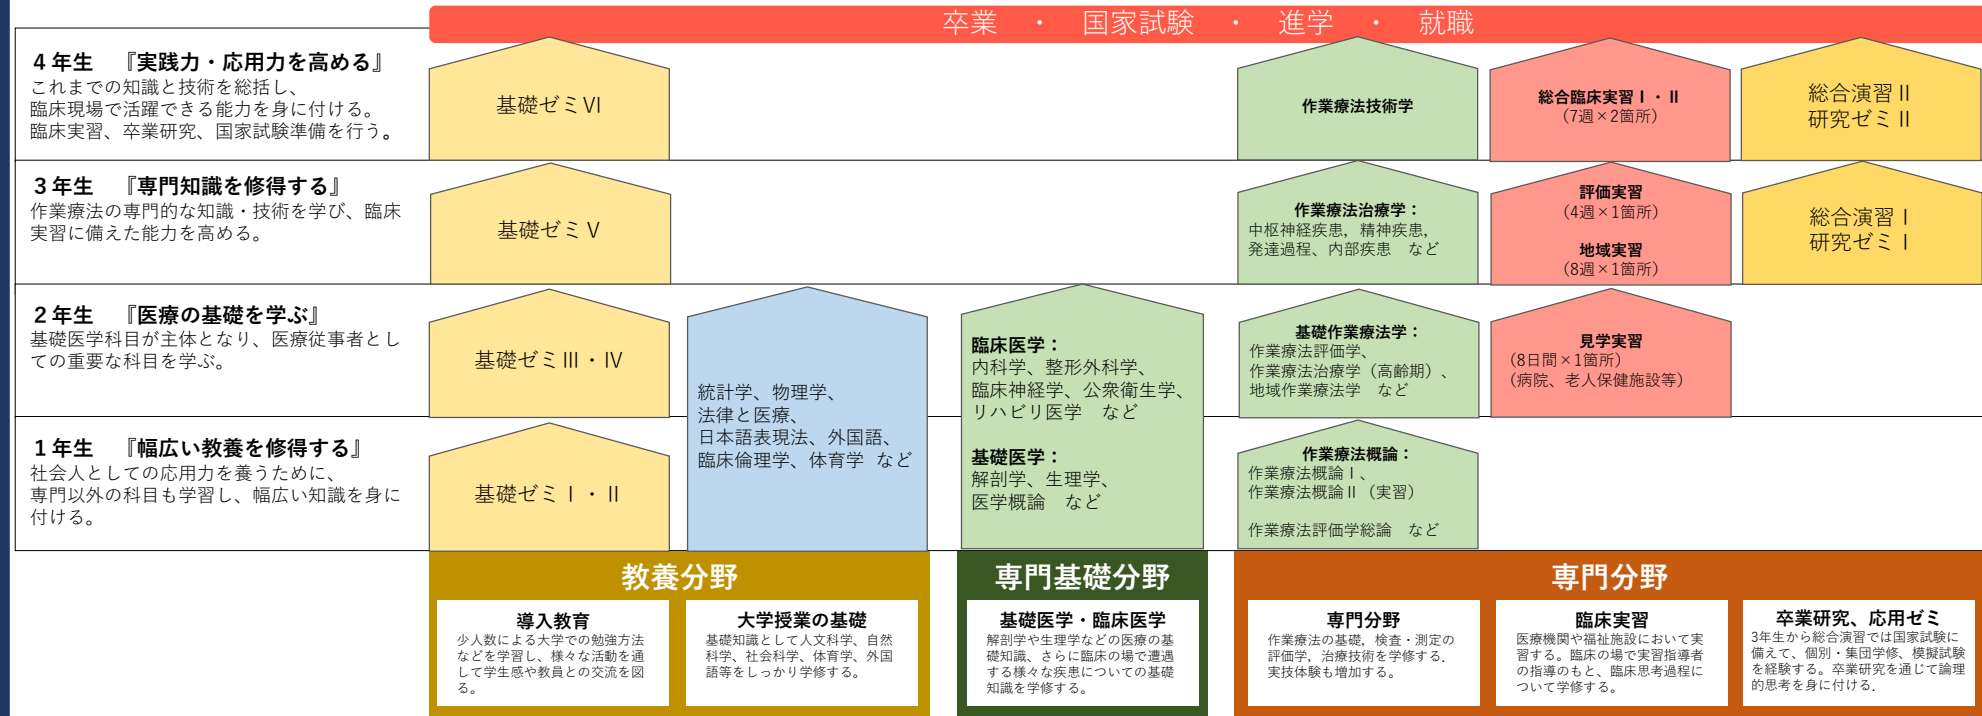 卒業 ・ 国家試験 ・ 進学 ・ 就職
4年生 『実践力・応用力を高める』
これまでの知識と技術を総括し、
臨床現場で活躍できる能力を身に付ける。
臨床実習、卒業研究、国家試験準備を行う。
基礎ゼミⅥ
作業療法技術学
総合臨床実習Ⅰ・Ⅱ
（7週×2箇所）
総合演習Ⅱ
研究ゼミⅡ
3年生 『専門知識を修得する』
作業療法の専門的な知識・技術を学び、臨床
実習に備えた能力を高める。
基礎ゼミⅤ
作業療法治療学：
中枢神経疾患，精神疾患，
発達過程、内部疾患 など
評価実習
（4週×1箇所）
地域実習
（8週×1箇所）
総合演習Ⅰ
研究ゼミⅠ
2年生 『医療の基礎を学ぶ』
基礎医学科目が主体となり、医療従事者とし
ての重要な科目を学ぶ。
基礎ゼミⅢ・Ⅳ
統計学、物理学、
法律と医療、
日本語表現法、外国語、
臨床倫理学、体育学 など
臨床医学：
内科学、整形外科学、
臨床神経学、公衆衛生学、
リハビリ医学 など
基礎医学：
解剖学、生理学、
医学概論 など
基礎作業療法学：
作業療法評価学、
作業療法治療学（高齢期）、
地域作業療法学 など
見学実習
（8日間×1箇所）
（病院、老人保健施設等）
1年生 『幅広い教養を修得する』
社会人としての応用力を養うために、
専門以外の科目も学習し、幅広い知識を身に
付ける。
基礎ゼミⅠ・Ⅱ
作業療法概論：
作業療法概論Ⅰ、
作業療法概論Ⅱ（実習）
作業療法評価学総論 など
教養分野
導入教育
少人数による大学での勉強方法
などを学習し、様々な活動を通
して学生感や教員との交流を図
る。
大学授業の基礎
基礎知識として人文科学、自然
科学、社会科学、体育学、外国
語等をしっかり学修する。
専門基礎分野
基礎医学・臨床医学
解剖学や生理学などの医療の基
礎知識、さらに臨床の場で遭遇
する様々な疾患についての基礎
知識を学修する。
専門分野
専門分野
作業療法の基礎，検査・測定の
評価学，治療技術を学修する．
実技体験も増加する。
臨床実習
医療機関や福祉施設において実
習する。臨床の場で実習指導者
の指導のもと、臨床思考過程に
ついて学修する。
卒業研究、応用ゼミ
3年生から総合演習では国家試験に
備えて、個別・集団学修、模擬試験
を経験する。卒業研究を通じて論理
的思考を身に付ける．